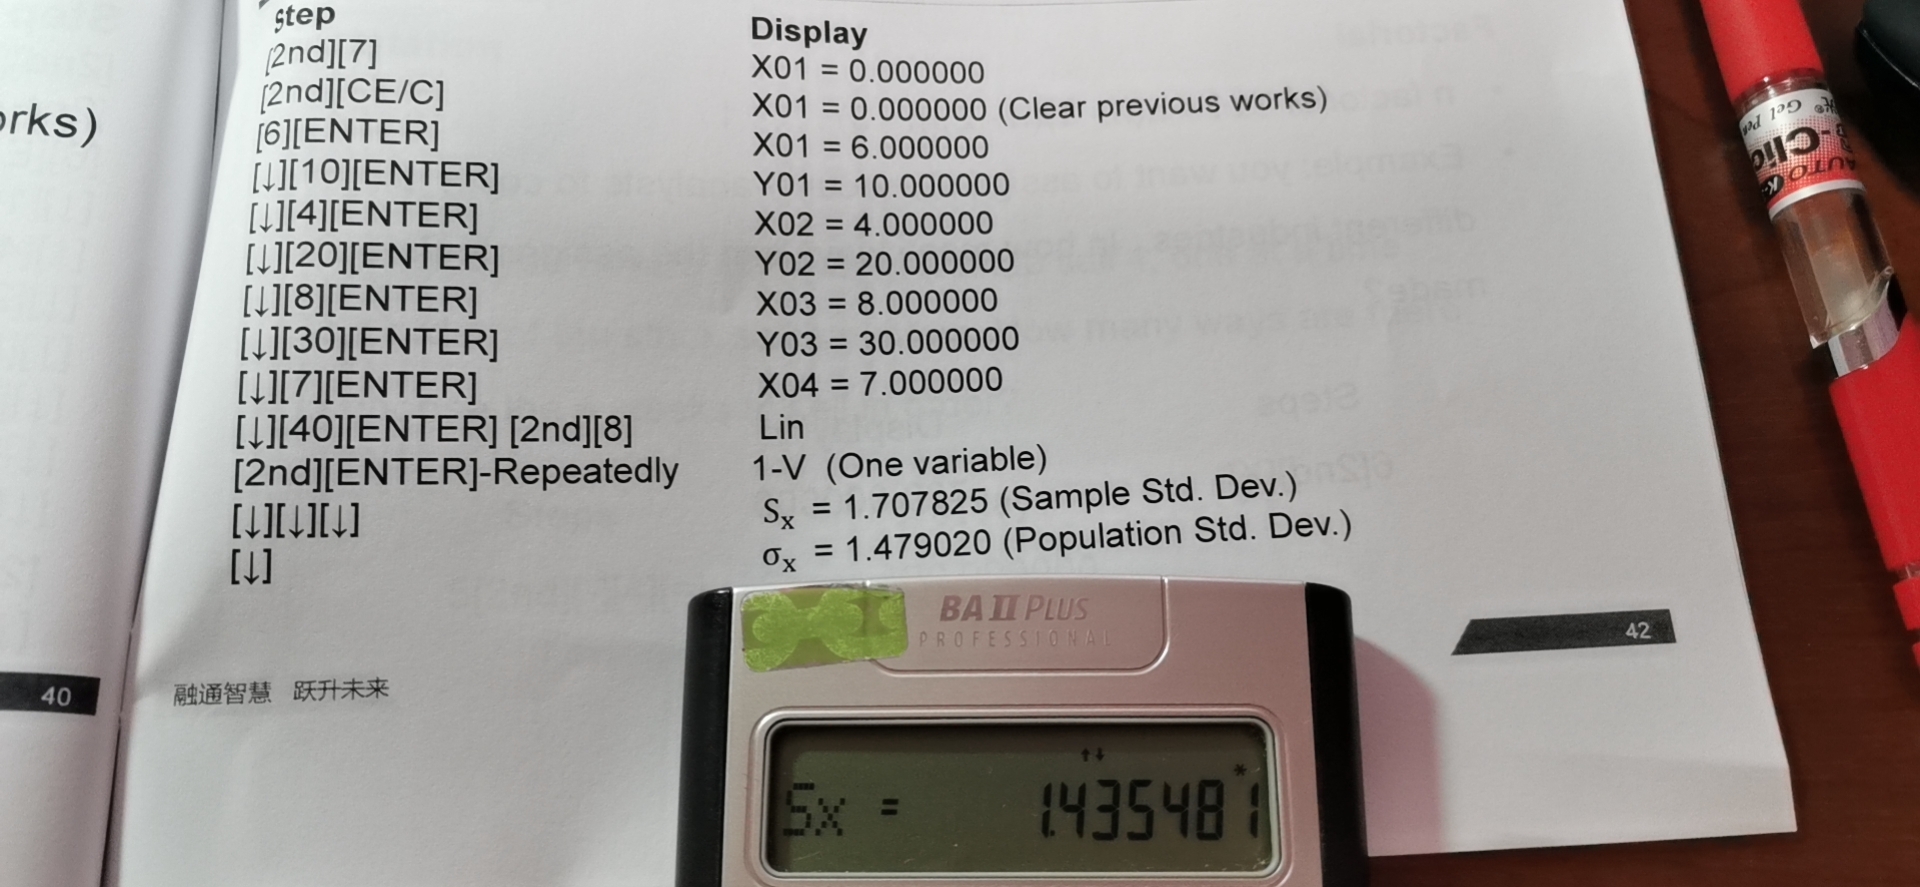 step
[2nd][7]
[2nd][CE/C]
[6][ENTER]
[↓][10][ENTER]
[↓][4][ENTER]
[↓][20][ENTER]
[↓][8][ENTER]
[↓][30][ENTER]
[↓][7][ENTER]
[↓][40][ENTER] [2nd][8]
[2nd][ENTER]-Repeatedly
[↓][↓][↓]
[↓]
Display
X01 = 0.000000
X01 = 0.000000 (Clear previous works)
X01 = 6.000000
Y01 = 10.000000
X02 = 4.000000
Y02 = 20.000000
X03 = 8.000000
Y03 = 30.000000
X04 = 7.000000
Lin
1-V (One variable)
Sx = 1.707825 (Sample Std. Dev.)
σx = 1.479020 (Population Std. Dev.)
40
融通智慧 跃升未来
42
BA II PLUS
PROFESSIONAL
Sx = 1.435481
Gel Pen